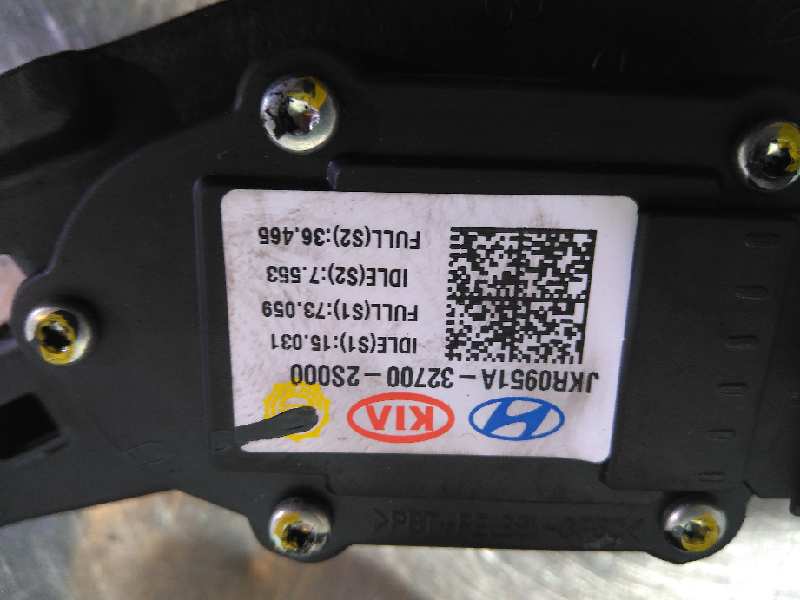 KIA
JKR0951A-32700-2S000
IDLE(S1):15.031
FULL(S1):73.059
IDLE(S2):7.553
FULL(S2):36.465